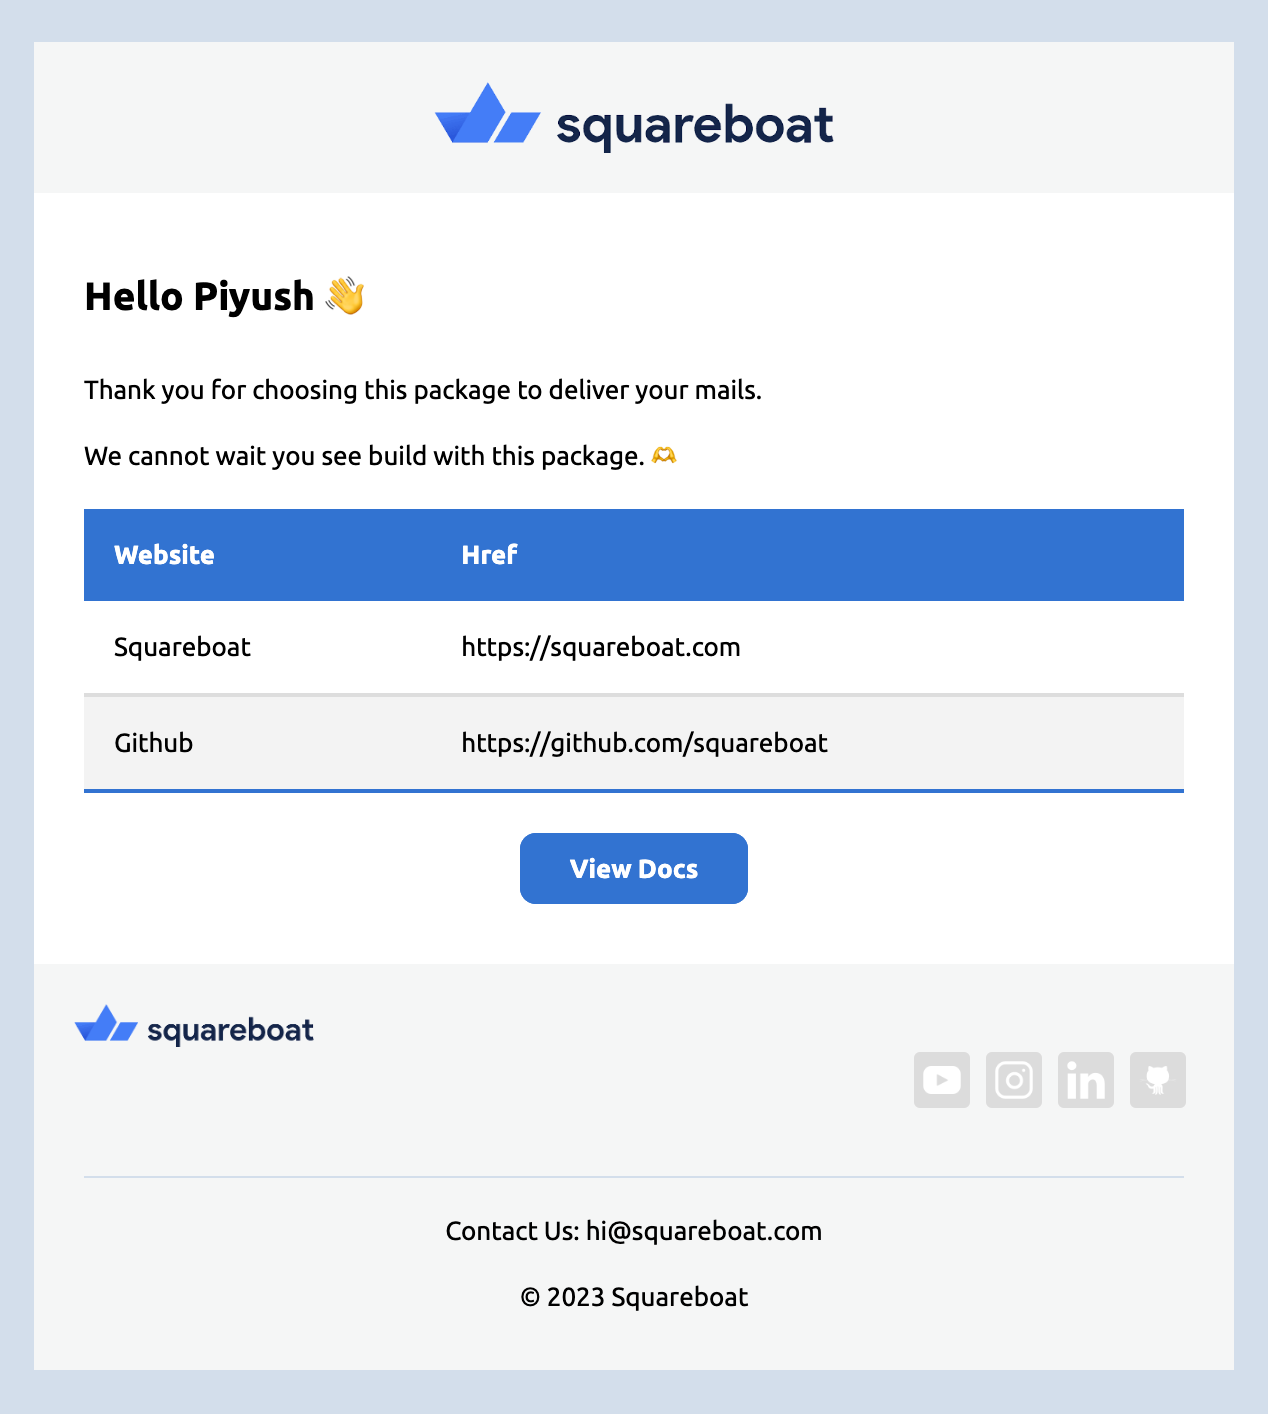 squareboat
Hello Piyush 👋
Thank you for choosing this package to deliver your mails.
We cannot wait you see build with this package. 🫶
Website Href
Squareboat https://squareboat.com
Github https://github.com/squareboat
View Docs
squareboat
in
Contact Us: hi@squareboat.com
© 2023 Squareboat